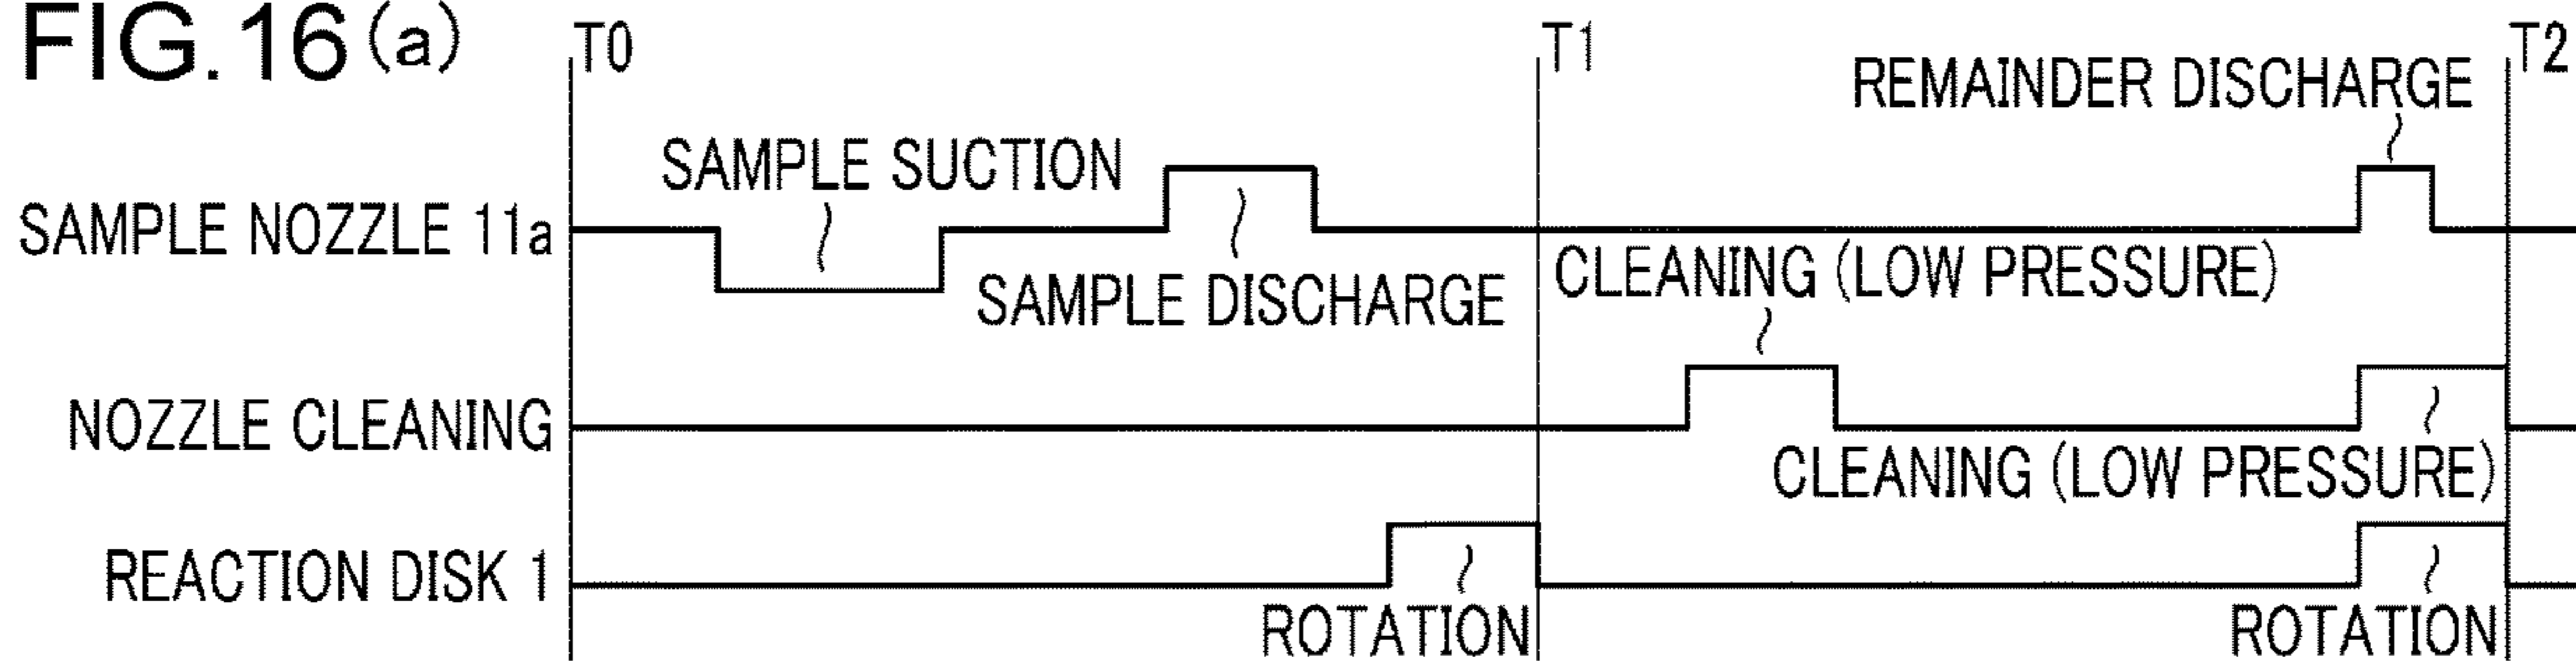 FIG.16(a)
T0
T1
T2
REMAINDER DISCHARGE
SAMPLE SUCTION
SAMPLE NOZZLE 11a
SAMPLE DISCHARGE
CLEANING (LOW PRESSURE)
NOZZLE CLEANING
CLEANING (LOW PRESSURE)
REACTION DISK 1
ROTATION
ROTATION